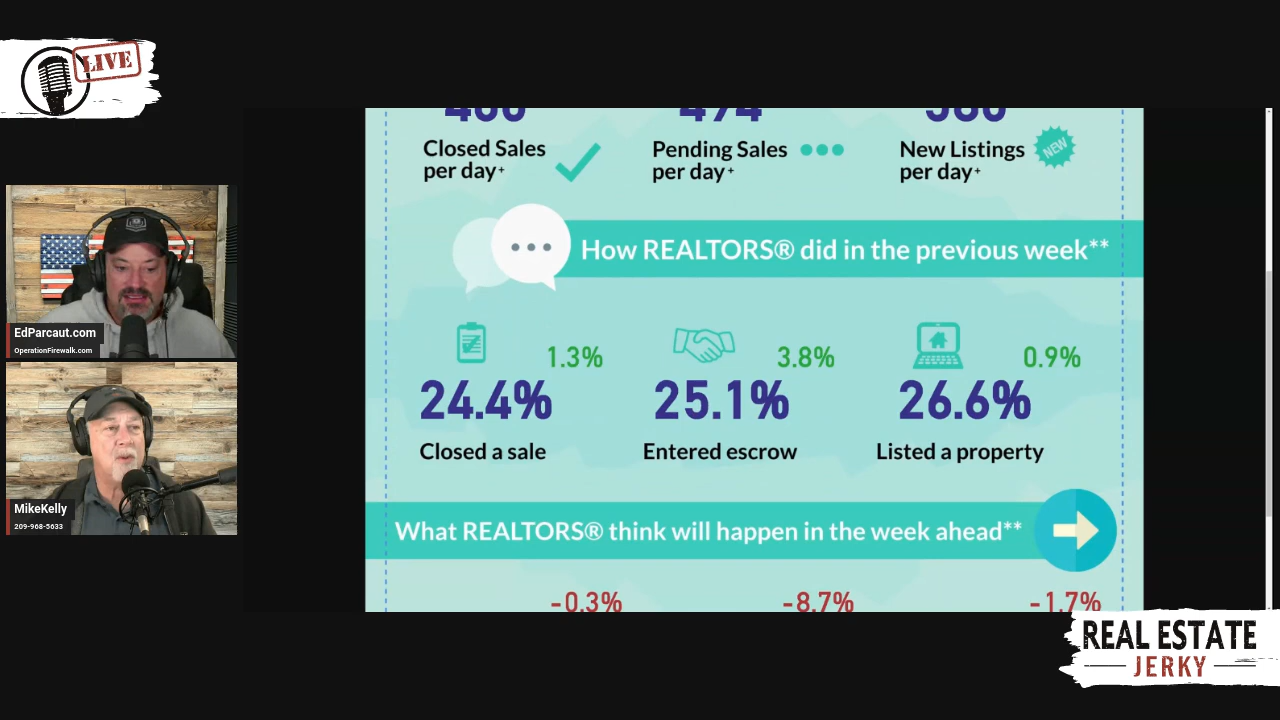 LIVE
Closed Sales
per day+
Pending Sales
per day+
New Listings
per day+
NEW
How REALTORS® did in the previous week**
1.3%
24.4%
Closed a sale
3.8%
25.1%
Entered escrow
0.9%
26.6%
Listed a property
What REALTORS® think will happen in the week ahead**
-0.3%
-8.7%
-1.7%
EdParcaut.com
OperationFirewalk.com
MikeKelly
209-968-5633
REAL ESTATE
JERKY